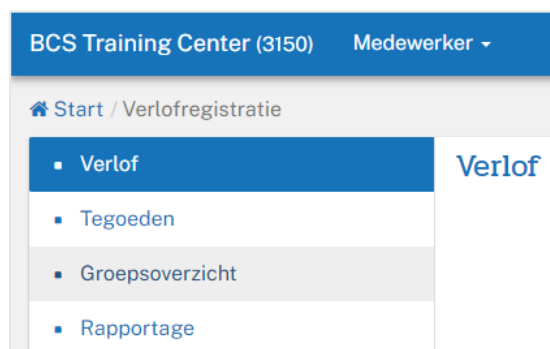 BCS Training Center (3150) Medewerker
Start / Verlofregistratie
Verlof
Verlof
Tegoeden
Groepsoverzicht
Rapportage